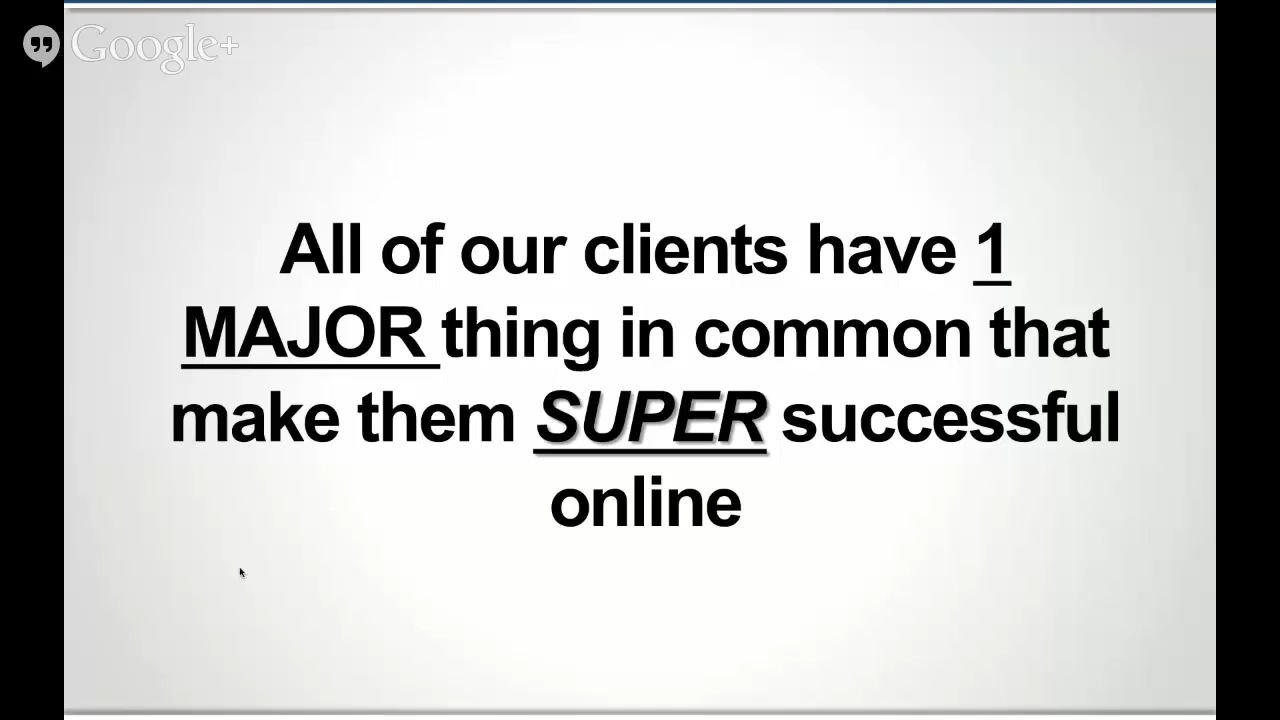 Google+
All of our clients have 1
MAJOR thing in common that
make them SUPER successful
online